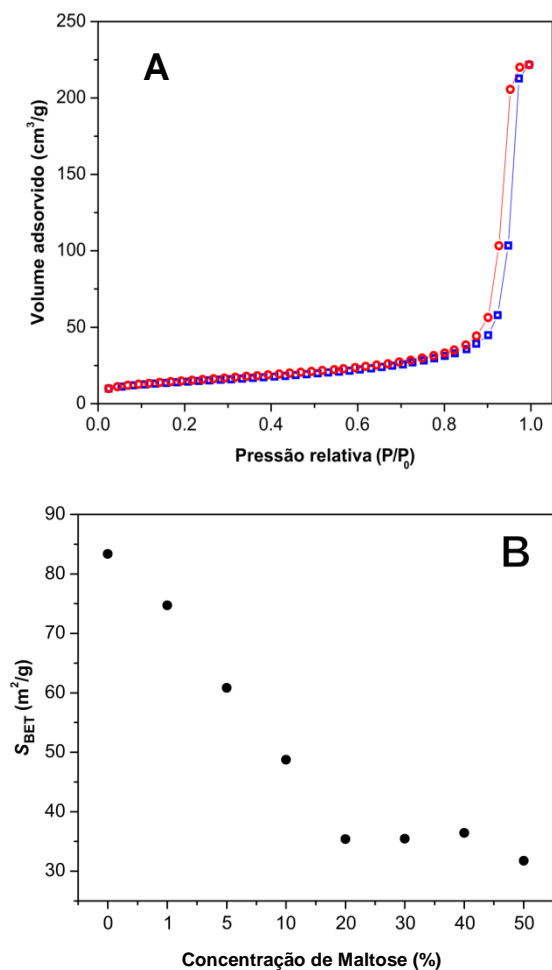 A
250
200
150
100
50
0
Volume adsorvido (cm³/g)
0.0 0.2 0.4 0.6 0.8 1.0
Pressão relativa (P/P₀)
B
90
80
70
60
50
40
30
S_BET (m²/g)
0 1 5 10 20 30 40 50
Concentração de Maltose (%)